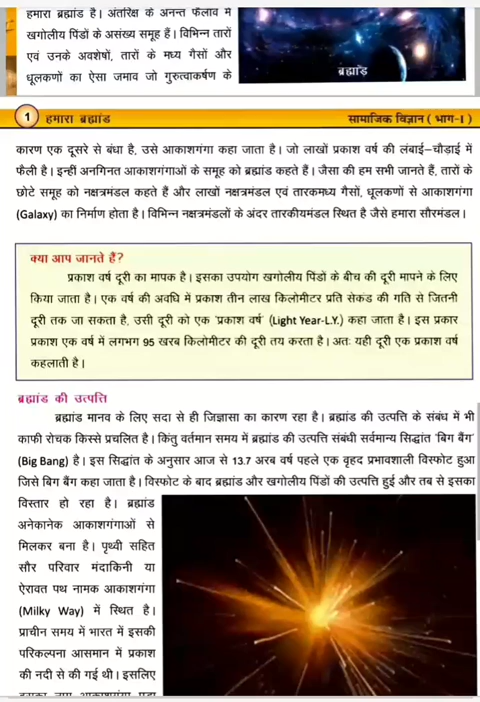 हमारा ब्रह्मांड है। अंतरिक्ष के अनन्त फैलाव में
खगोलीय पिंडों के असंख्य समूह हैं। विभिन्न तारों
एवं उनके अवशेषों, तारों के मध्य गैसों और
धूलकणों का ऐसा जमाव जो गुरुत्वाकर्षण के
ब्रह्मांड
1 हमारा ब्रह्मांड सामाजिक विज्ञान ( भाग-I )
कारण एक दूसरे से बंधा है, उसे आकाशगंगा कहा जाता है। जो लाखों प्रकाश वर्ष की लंबाई–चौड़ाई में
फैली है। इन्हीं अनगिनत आकाशगंगाओं के समूह को ब्रह्मांड कहते हैं। जैसा की हम सभी जानते हैं, तारों के
छोटे समूह को नक्षत्रमंडल कहते हैं और लाखों नक्षत्रमंडल एवं तारकमध्य गैसों, धूलकणों से आकाशगंगा
(Galaxy) का निर्माण होता है। विभिन्न नक्षत्रमंडलों के अंदर तारकीयमंडल स्थित है जैसे हमारा सौरमंडल।
क्या आप जानते हैं?
प्रकाश वर्ष दूरी का मापक है। इसका उपयोग खगोलीय पिंडों के बीच की दूरी मापने के लिए
किया जाता है। एक वर्ष की अवधि में प्रकाश तीन लाख किलोमीटर प्रति सेकंड की गति से जितनी
दूरी तक जा सकता है, उसी दूरी को एक 'प्रकाश वर्ष' (Light Year-L.Y.) कहा जाता है। इस प्रकार
प्रकाश एक वर्ष में लगभग 95 खरब किलोमीटर की दूरी तय करता है। अतः यही दूरी एक प्रकाश वर्ष
कहलाती है।
ब्रह्मांड की उत्पत्ति
ब्रह्मांड मानव के लिए सदा से ही जिज्ञासा का कारण रहा है। ब्रह्मांड की उत्पत्ति के संबंध में भी
काफी रोचक किस्से प्रचलित है। किंतु वर्तमान समय में ब्रह्मांड की उत्पत्ति संबंधी सर्वमान्य सिद्धांत 'बिग बैंग'
(Big Bang) है। इस सिद्धांत के अनुसार आज से 13.7 अरब वर्ष पहले एक वृहद प्रभावशाली विस्फोट हुआ
जिसे बिग बैंग कहा जाता है। विस्फोट के बाद ब्रह्मांड और खगोलीय पिंडों की उत्पत्ति हुई और तब से इसका
विस्तार हो रहा है। ब्रह्मांड
अनेकानेक आकाशगंगाओं से
मिलकर बना है। पृथ्वी सहित
सौर परिवार मंदाकिनी या
ऐरावत पथ नामक आकाशगंगा
(Milky Way) में स्थित है।
प्राचीन समय में भारत में इसकी
परिकल्पना आसमान में प्रकाश
की नदी से की गई थी। इसलिए